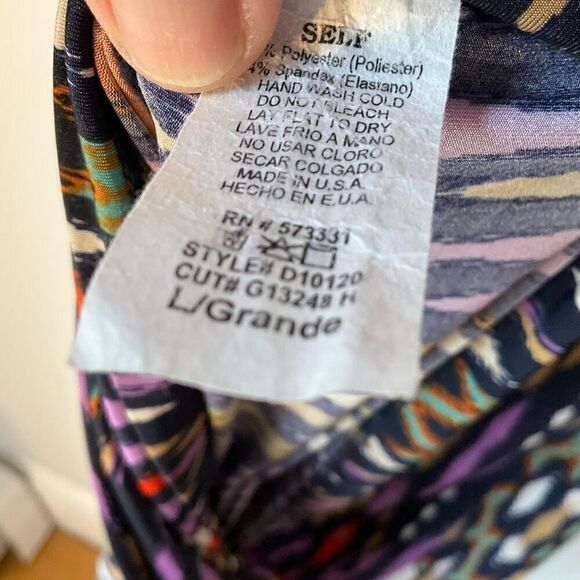 SELF
% Polyester (Poliester)
4% Spandex (Elastano)
HAND WASH COLD
DO NOT BLEACH
LAY FLAT TO DRY
LAVE FRIO A MANO
NO USAR CLORO
SECAR COLGADO
MADE IN U.S.A.
HECHO EN E.U.A.
RN # 573331
STYLE# D10120
CUT# G13248 H
L/Grande